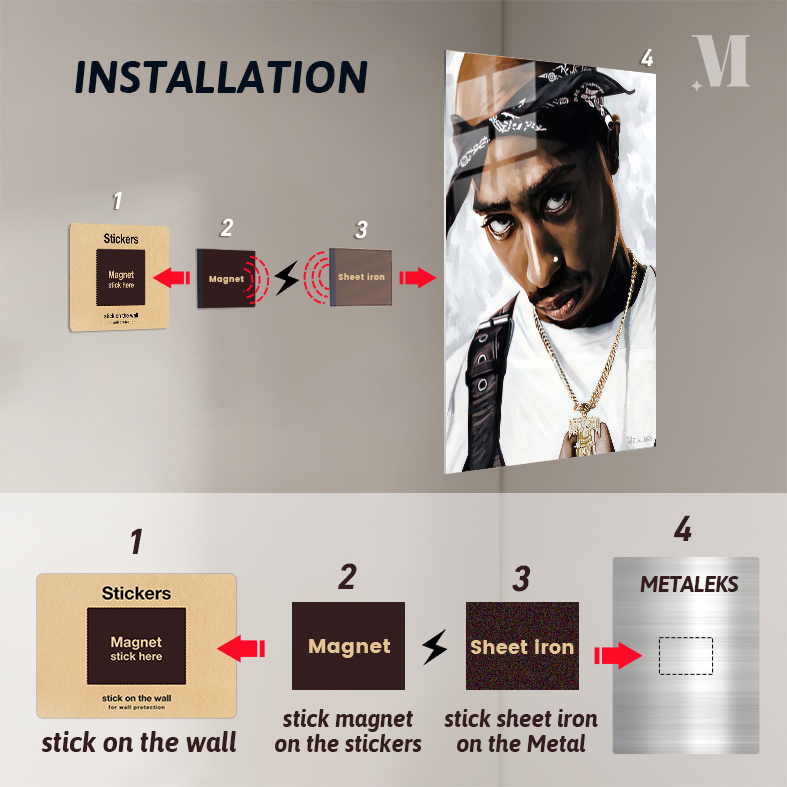 INSTALLATION
M
4
1
2
3
Stickers
Magnet
stick here
stick on the wall
for wall protection
Magnet
Sheet iron
1
2
3
4
Stickers
Magnet
stick here
stick on the wall
for wall protection
stick on the wall
Magnet
stick magnet
on the stickers
Sheet Iron
stick sheet iron
on the Metal
METALEKS